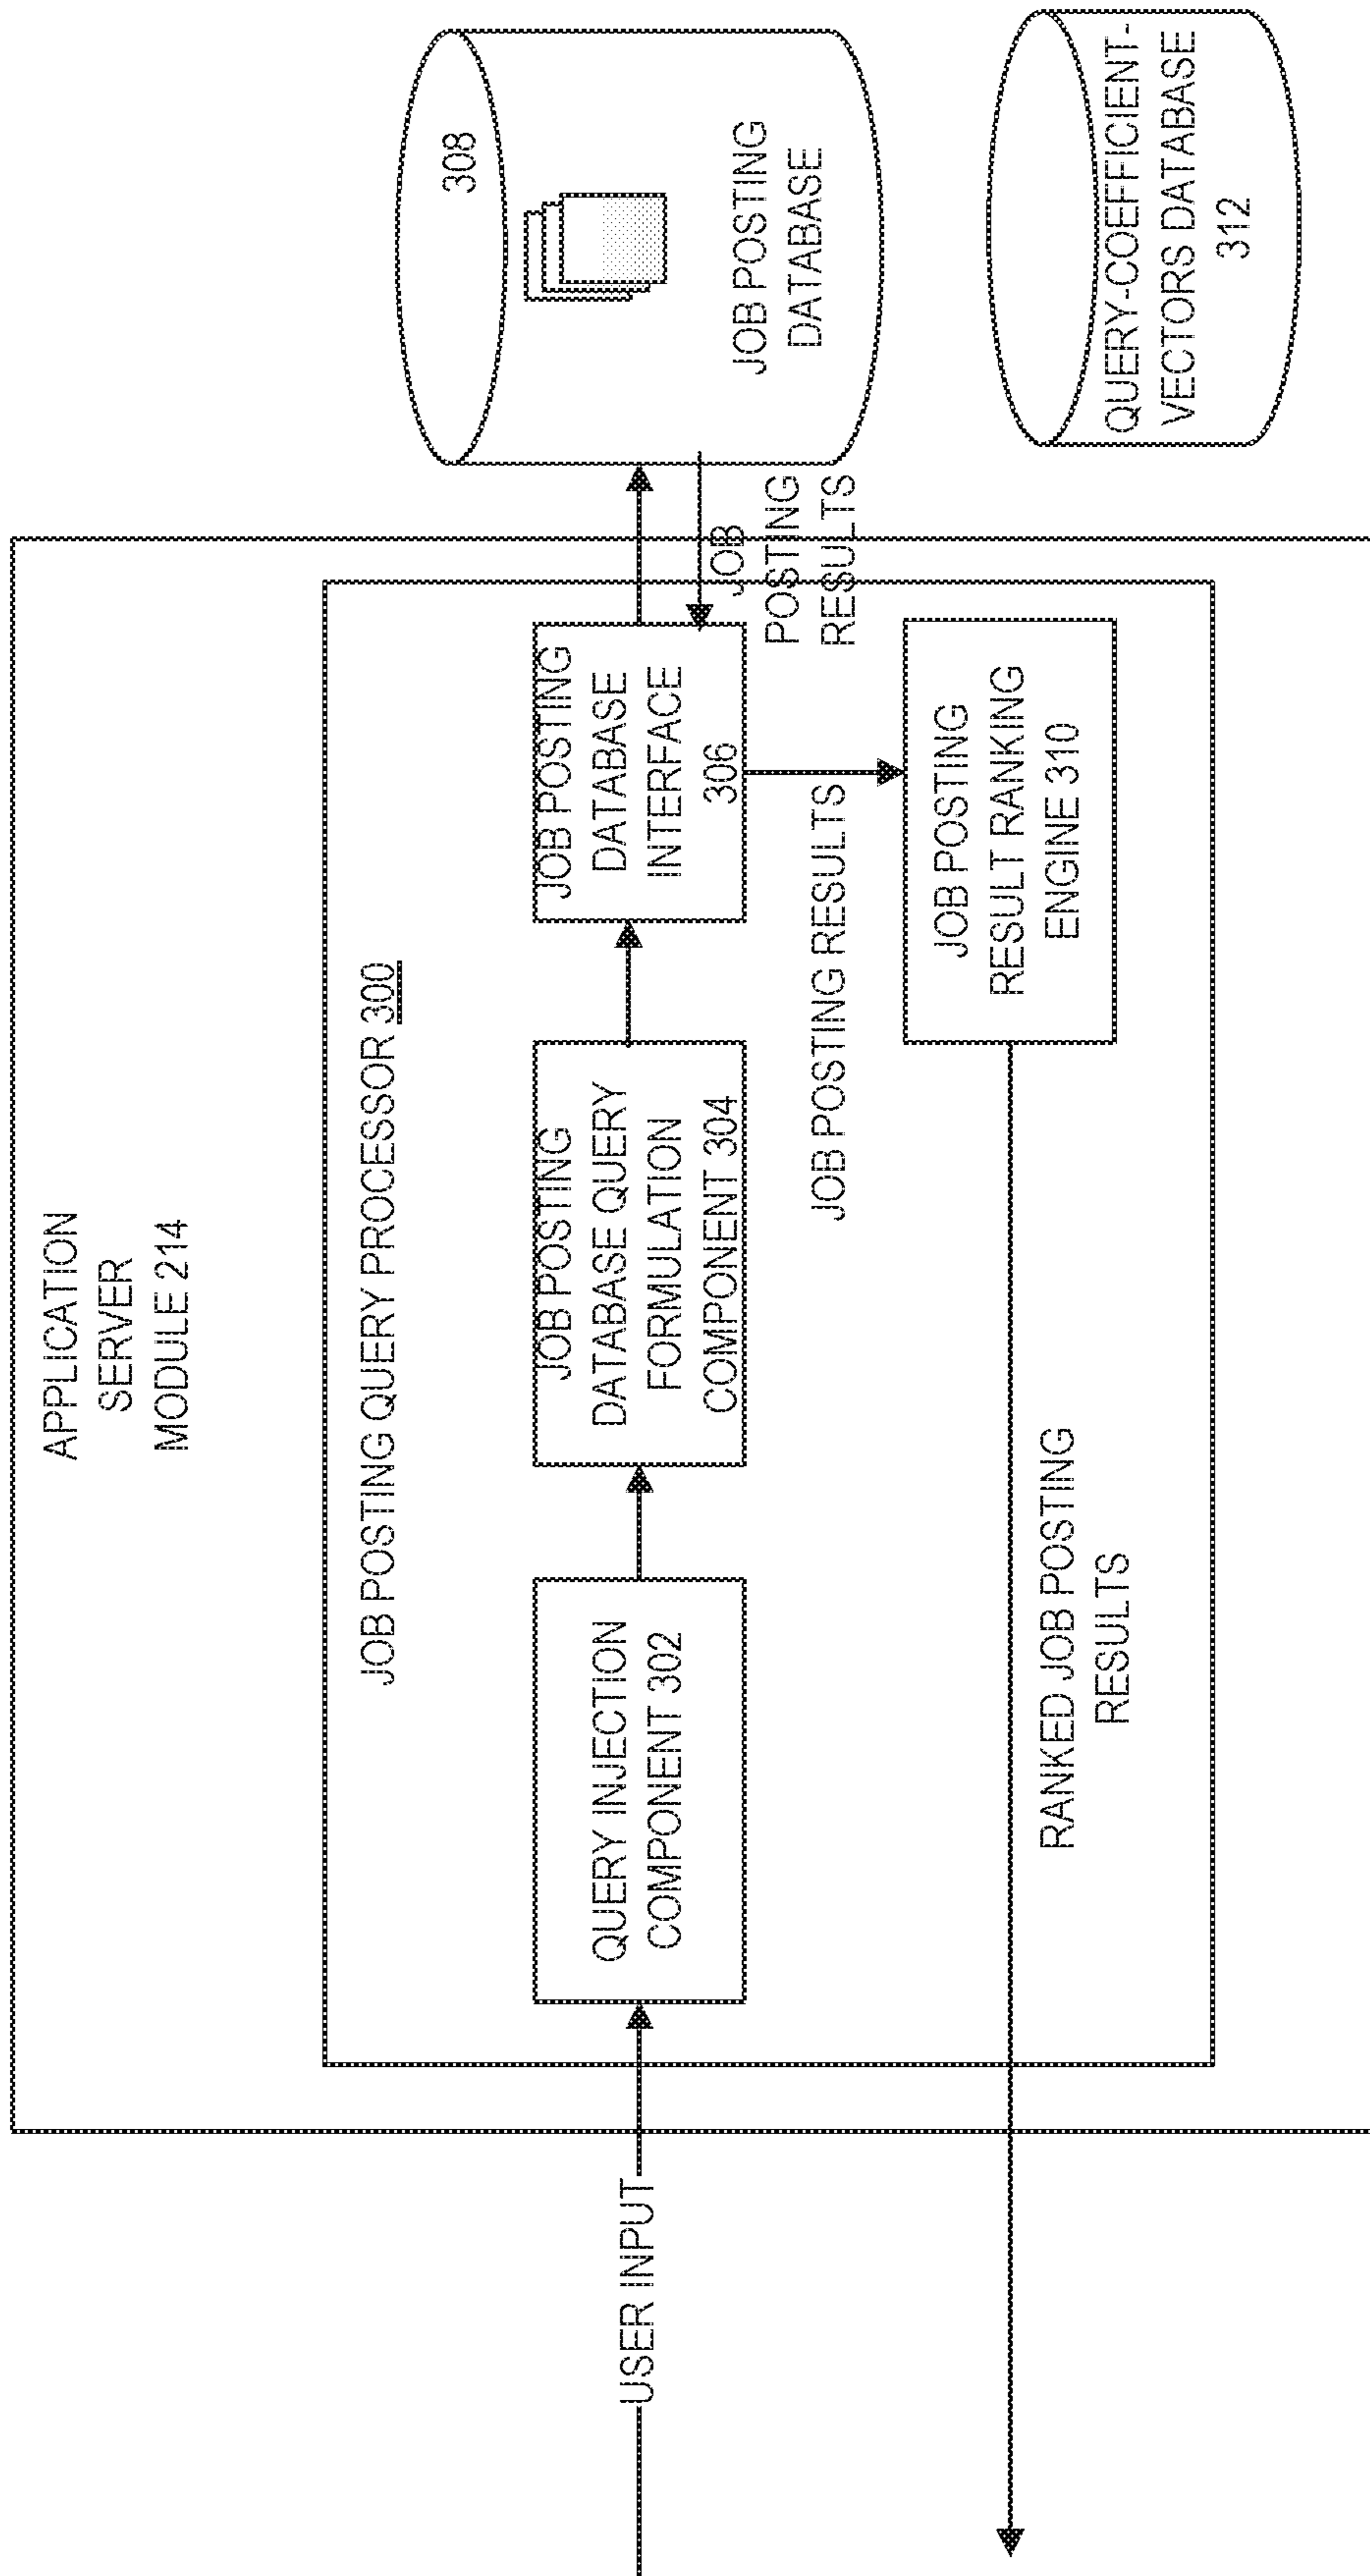 APPLICATION
SERVER
MODULE 214
JOB POSTING QUERY PROCESSOR 300
USER INPUT
QUERY INJECTION
COMPONENT 302
JOB POSTING
DATABASE QUERY
FORMULATION
COMPONENT 304
JOB POSTING
DATABASE
INTERFACE
306
308
JOB POSTING
DATABASE
JOB
POSTING
RESULTS
JOB POSTING RESULTS
JOB POSTING
RESULT RANKING
ENGINE 310
RANKED JOB POSTING
RESULTS
QUERY-COEFFICIENT-
VECTORS DATABASE
312